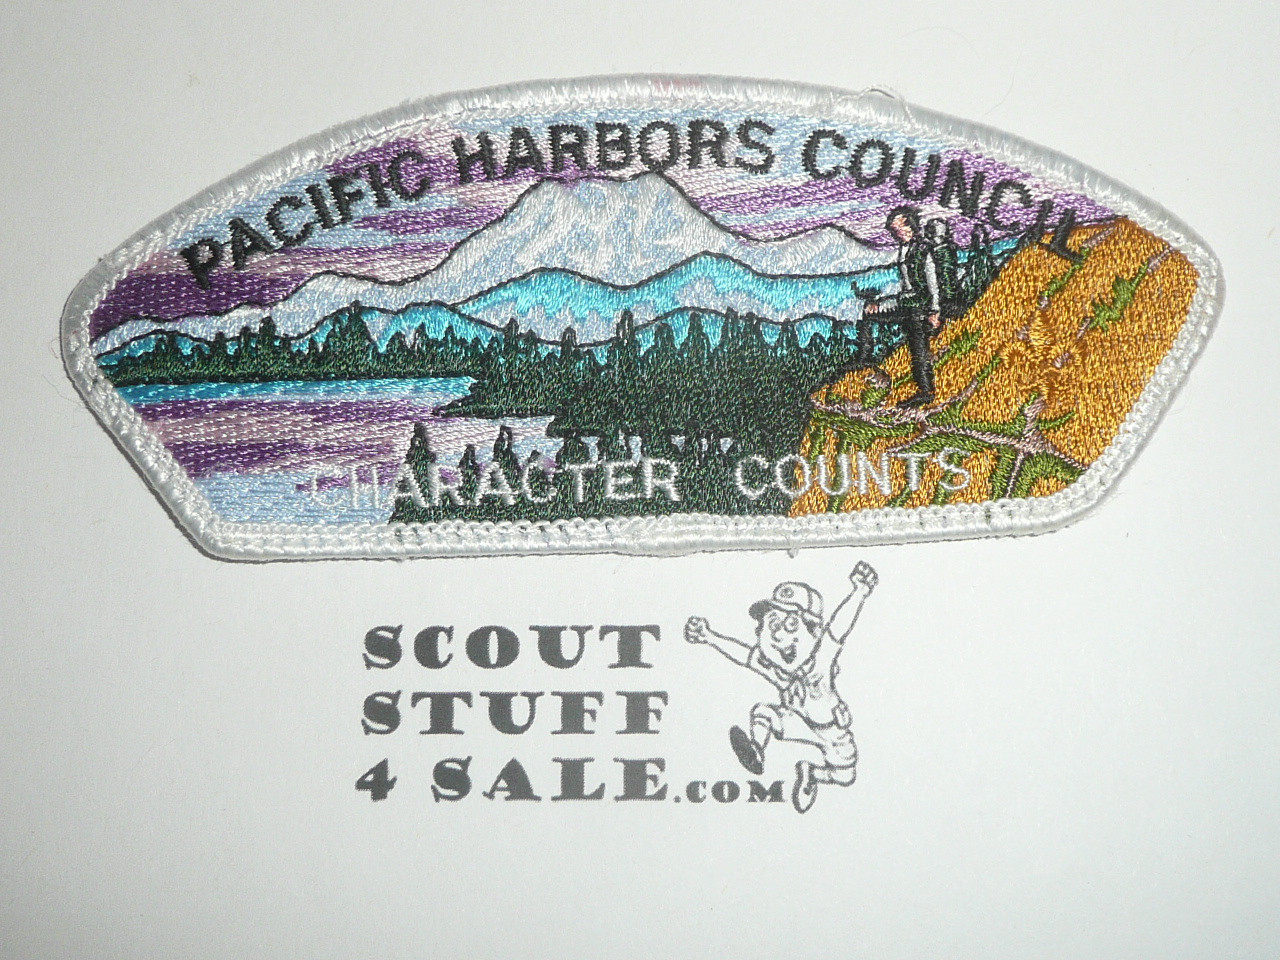 PACIFIC HARBORS COUNCIL
CHARACTER COUNTS
SCOUT
STUFF
4 SALE.COM